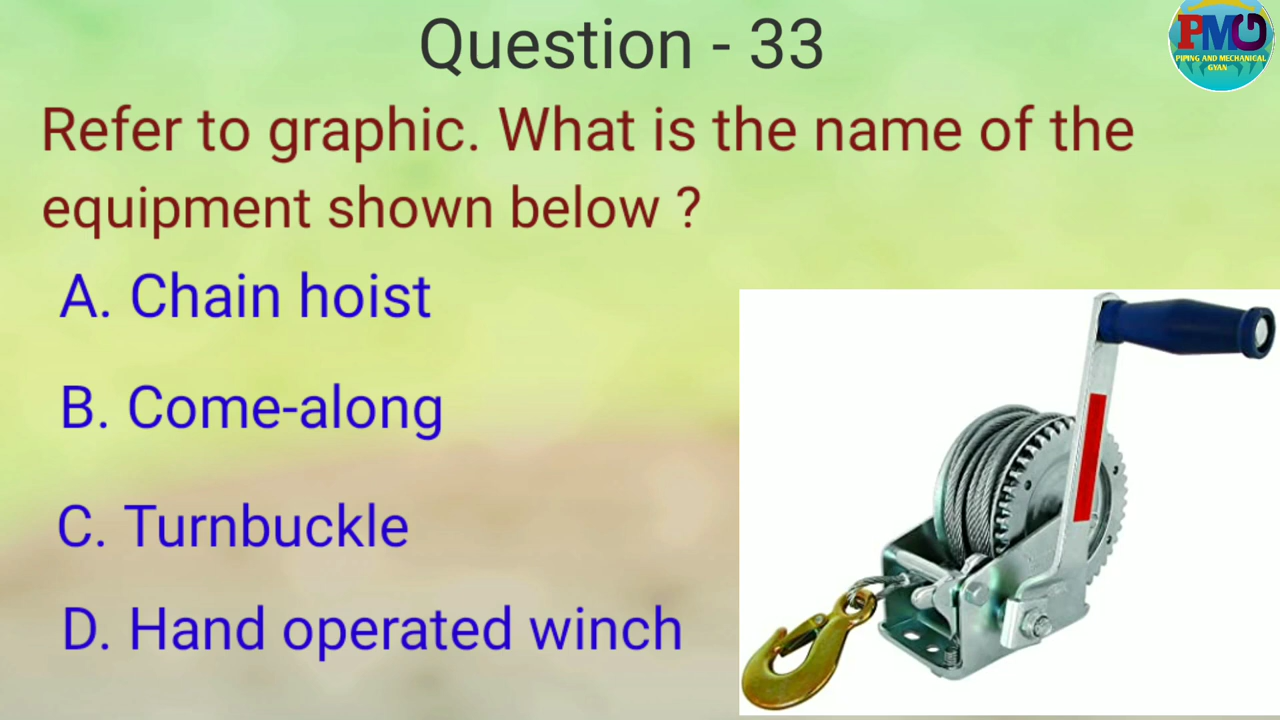 Question - 33
PMG
PIPING AND MECHANICAL
GYAN
Refer to graphic. What is the name of the
equipment shown below ?
A. Chain hoist
B. Come-along
C. Turnbuckle
D. Hand operated winch